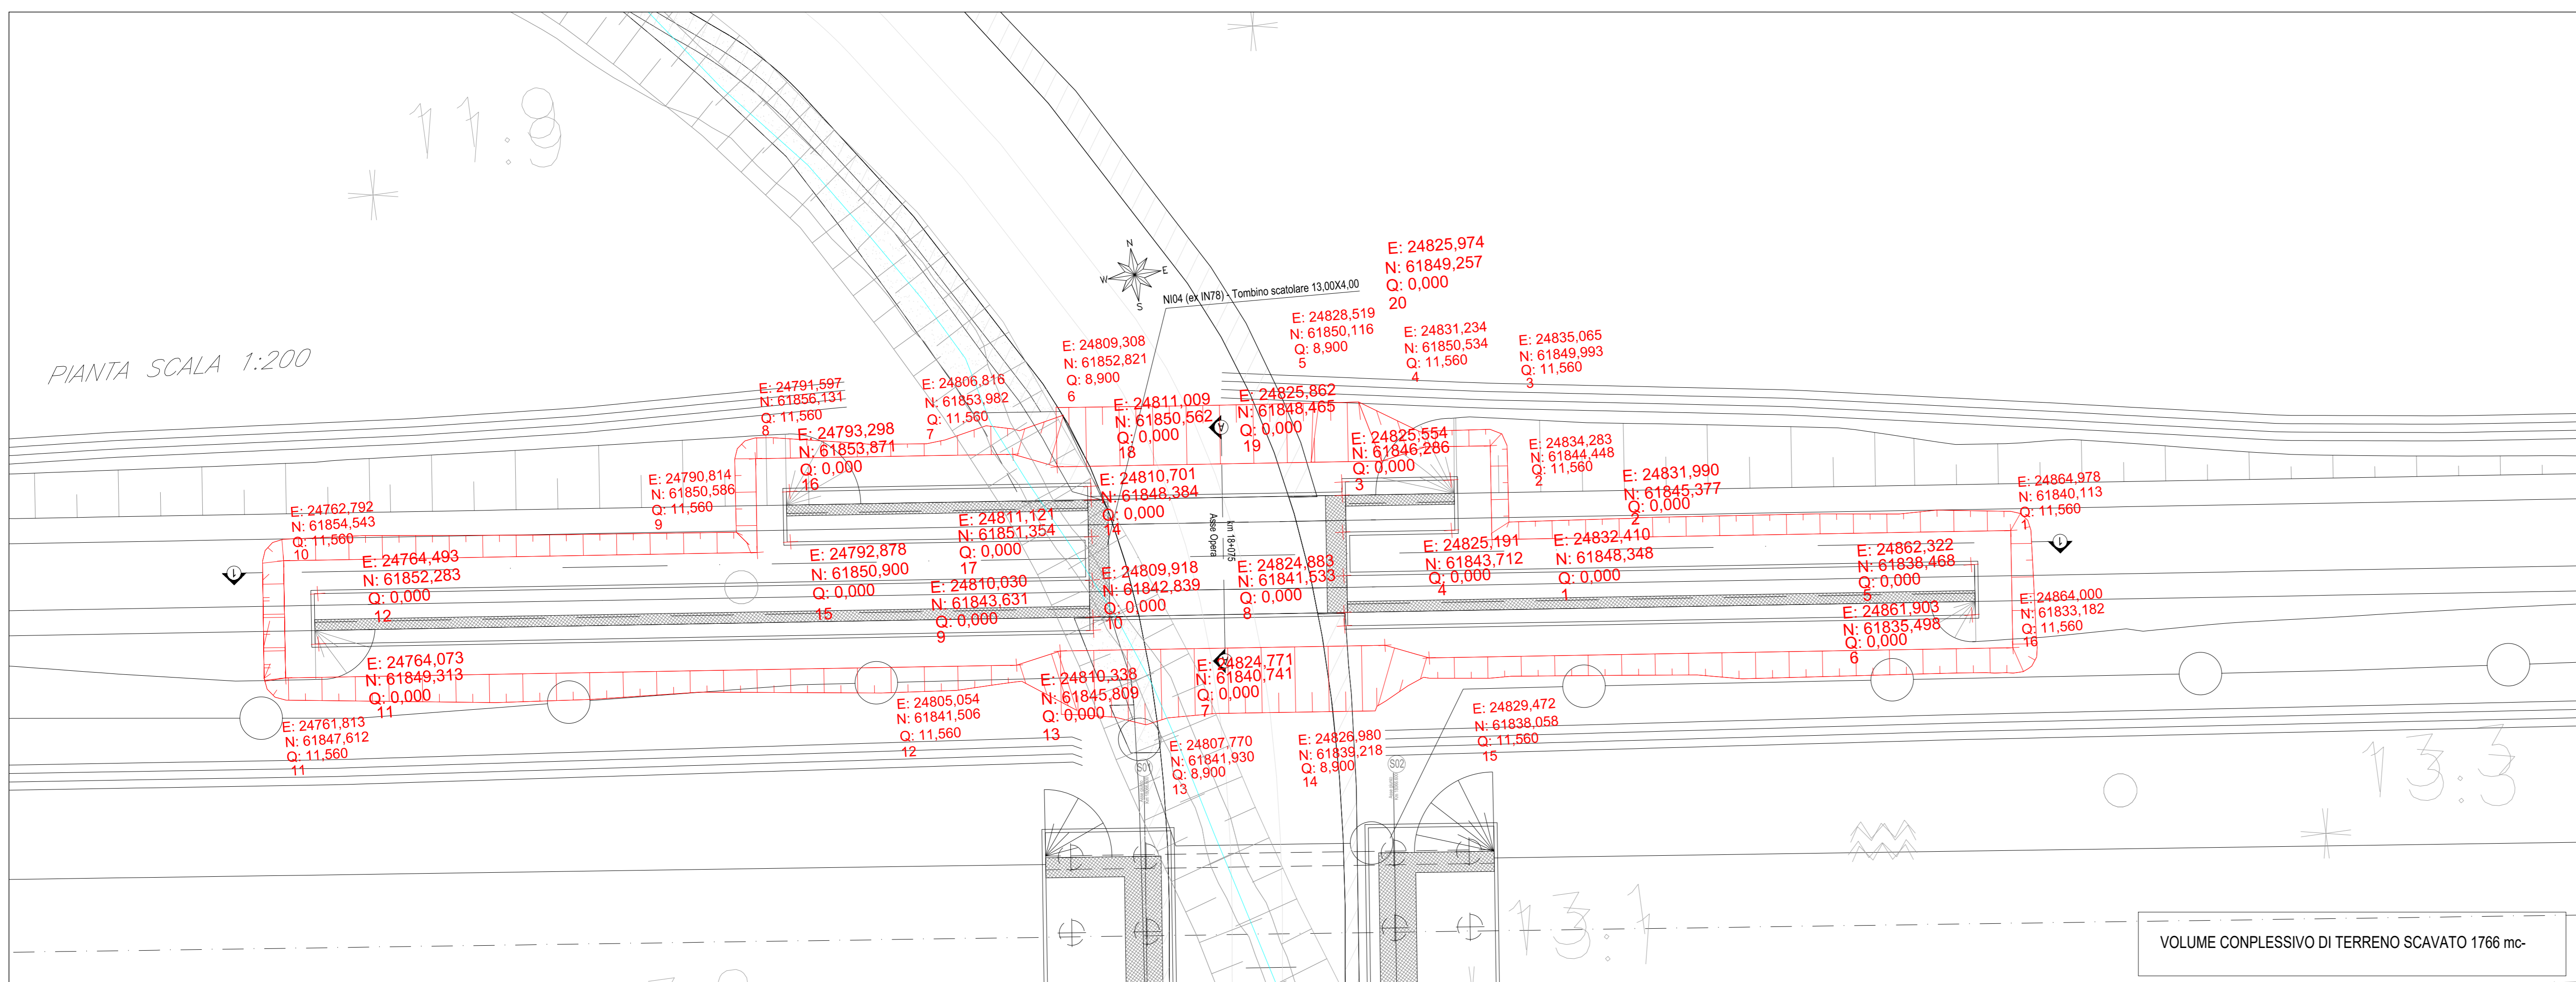 11.9
PIANTA SCALA 1:200
N
W
E
S
NI04 (ex IN78) - Tombino scatolare 13,00X4,00
E: 24825,974
N: 61849,257
Q: 0,000
20
E: 24828,519
N: 61850,116
Q: 8,900
5
E: 24831,234
N: 61850,534
Q: 11,560
4
E: 24835,065
N: 61849,993
Q: 11,560
3
E: 24809,308
N: 61852,821
Q: 8,900
6
E: 24791,597
N: 61856,131
Q: 11,560
8
E: 24806,816
N: 61853,982
Q: 11,560
7
E: 24793,298
N: 61853,871
Q: 0,000
16
E: 24811,009
N: 61850,562
Q: 0,000
18
A
E: 24825,862
N: 61848,465
Q: 0,000
19
E: 24825,554
N: 61846,286
Q: 0,000
3
E: 24834,283
N: 61844,448
Q: 11,560
2
E: 24831,990
N: 61845,377
Q: 0,000
2
E: 24864,978
N: 61840,113
Q: 11,560
1
E: 24790,814
N: 61850,586
Q: 11,560
9
E: 24762,792
N: 61854,543
Q: 11,560
10
E: 24810,701
N: 61848,384
Q: 0,000
14
E: 24811,121
N: 61851,354
Q: 0,000
17
km 18+075
Asse Opera
E: 24764,493
N: 61852,283
Q: 0,000
12
1
E: 24792,878
N: 61850,900
Q: 0,000
15
E: 24810,030
N: 61843,631
Q: 0,000
9
E: 24809,918
N: 61842,839
Q: 0,000
10
E: 24824,883
N: 61841,533
Q: 0,000
8
E: 24825,191
N: 61843,712
Q: 0,000
4
E: 24832,410
N: 61848,348
Q: 0,000
1
E: 24862,322
N: 61838,468
Q: 0,000
5
1
E: 24861,903
N: 61835,498
Q: 0,000
6
E: 24864,000
N: 61833,182
Q: 11,560
16
E: 24764,073
N: 61849,313
Q: 0,000
11
E: 24761,813
N: 61847,612
Q: 11,560
11
E: 24805,054
N: 61841,506
Q: 11,560
12
E: 24810,338
N: 61845,809
Q: 0,000
13
A
E: 24824,771
N: 61840,741
Q: 0,000
7
E: 24807,770
N: 61841,930
Q: 8,900
13
E: 24826,980
N: 61839,218
Q: 8,900
14
E: 24829,472
N: 61838,058
Q: 11,560
15
S01
S02
13.3
13.1
VOLUME CONPLESSIVO DI TERRENO SCAVATO 1766 mc-